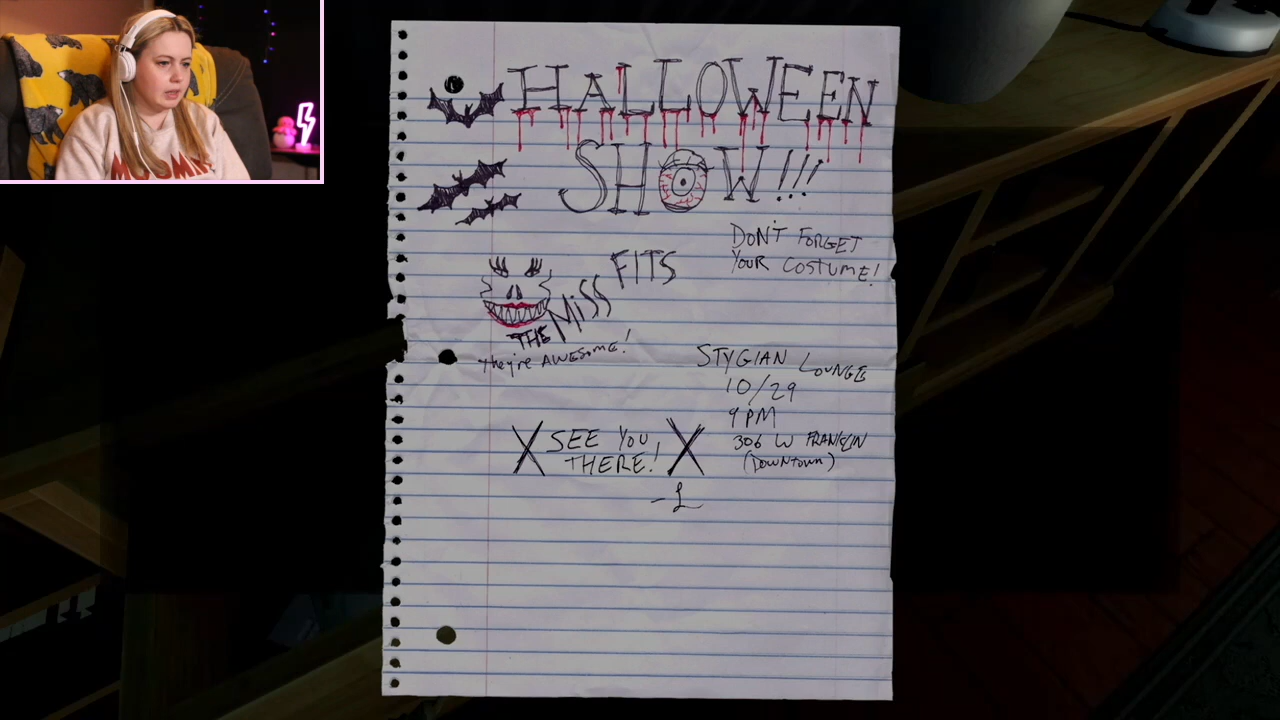 HALLOWEEN
SHOW!!!
DON'T FORGET
YOUR COSTUME!
THE MISS FITS
They're AWESOME!
STYGIAN LOUNGE
10/29
9PM
306 W FRANKLIN
(DOWNTOWN)
X SEE YOU X
THERE!
-L